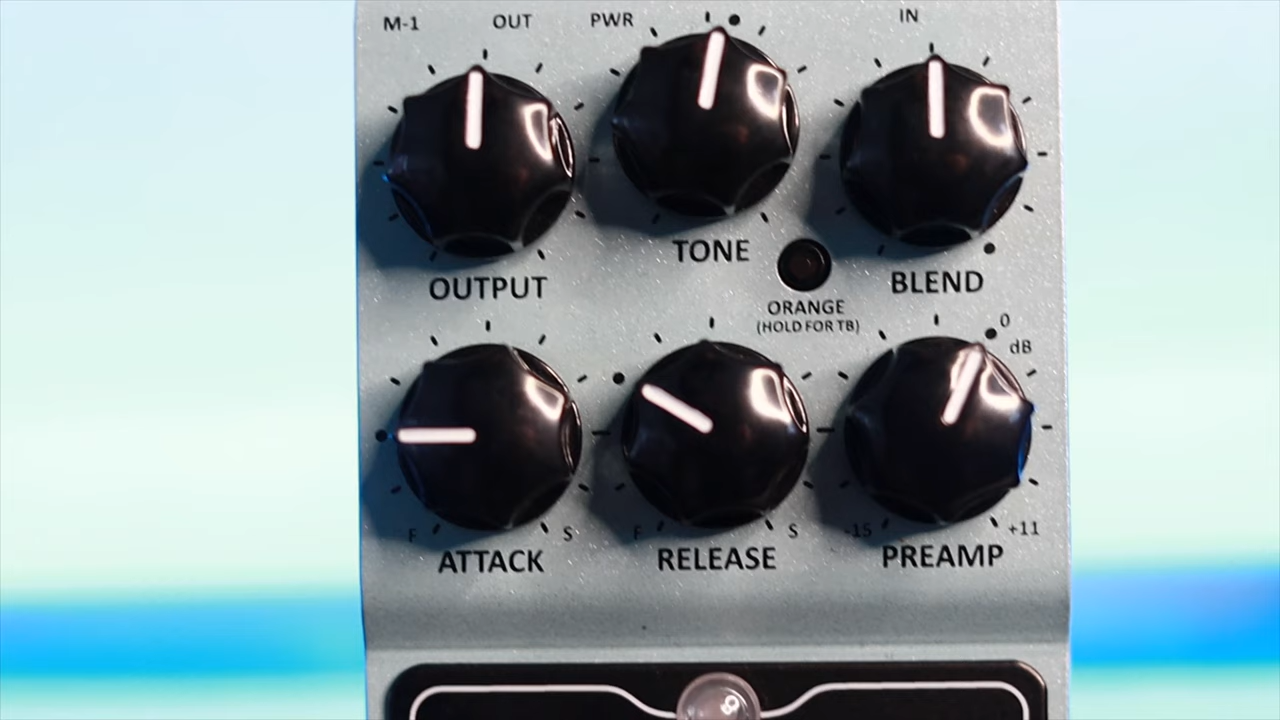 M-1 OUT PWR IN
TONE
OUTPUT
BLEND
ORANGE
(HOLD FOR TB)
0
dB
F S
F S
-15 +11
ATTACK
RELEASE
PREAMP